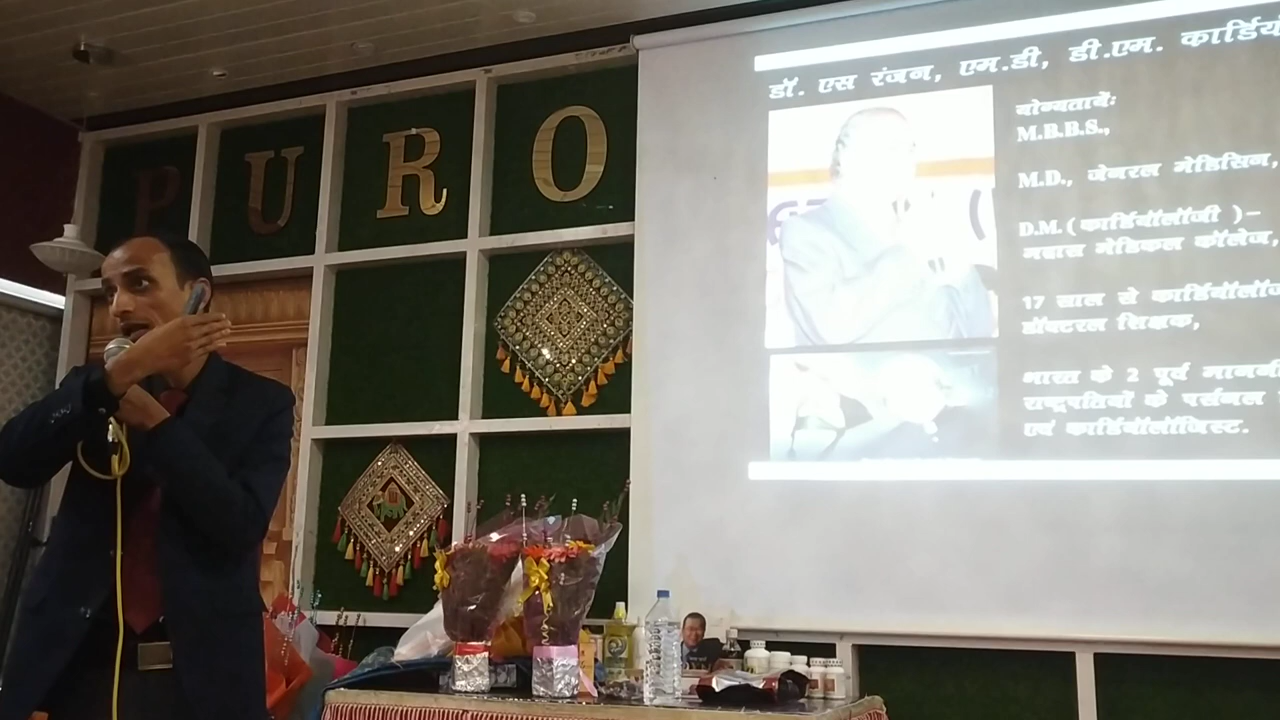 PURO
डॉ. एस रंजन, एम.डी, डी.एम. कार्डियो
योग्यतायें:
M.B.B.S.,
M.D., जेनरल मेडिसिन,
D.M. ( कार्डियॉलॉजी )-
मद्रास मेडिकल कॉलेज,
17 साल से कार्डियॉलॉजी
डॉक्टरल शिक्षक,
भारत के 2 पूर्व माननी
राष्ट्रपतियों के पर्सनल
एवं कार्डियॉलॉजिस्ट.